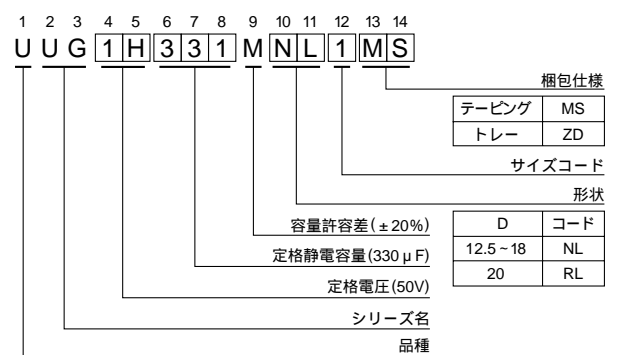 1 2 3 4 5 6 7 8 9 10 11 12 13 14
U U G 1 H 3 3 1 M N L 1 M S
梱包仕様
テーピング MS
トレー ZD
サイズコード
形状
D コード
12.5~18 NL
20 RL
容量許容差(±20%)
定格静電容量(330µF)
定格電圧(50V)
シリーズ名
品種